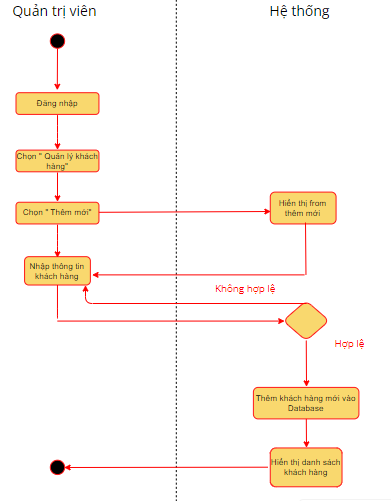 Quản trị viên
Hệ thống
Đăng nhập
Chọn " Quản lý khách
hàng"
Chọn " Thêm mới"
Hiển thị from
thêm mới
Nhập thông tin
khách hàng
Không hợp lệ
Hợp lệ
Thêm khách hàng mới vào
Database
Hiển thị danh sách
khách hàng